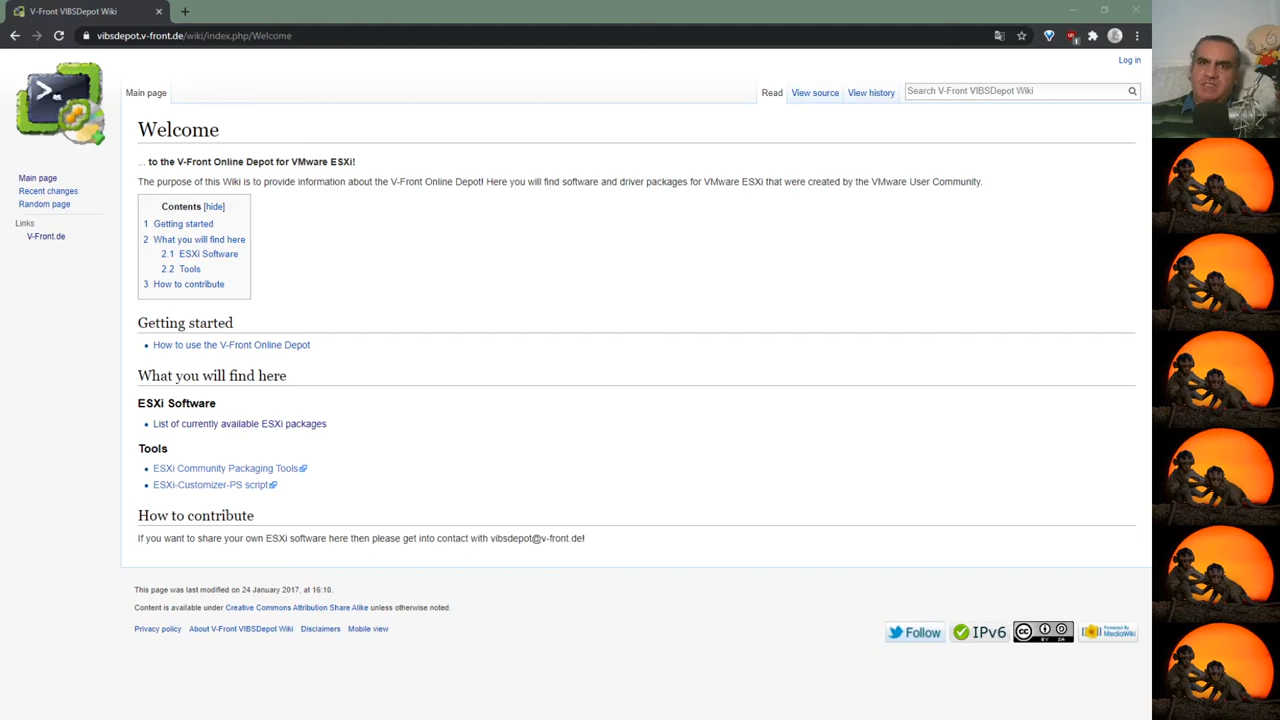 V-Front VIBSDepot Wiki
vibsdepot.v-front.de/wiki/index.php/Welcome
1
Log in
Main page
Read
View source
View history
Search V-Front VIBSDepot Wiki
Welcome
... to the V-Front Online Depot for VMware ESXi!
The purpose of this Wiki is to provide information about the V-Front Online Depot! Here you will find software and driver packages for VMware ESXi that were created by the VMware User Community.
Main page
Recent changes
Random page
Links
V-Front.de
Contents [hide]
1 Getting started
2 What you will find here
2.1 ESXi Software
2.2 Tools
3 How to contribute
Getting started
How to use the V-Front Online Depot
What you will find here
ESXi Software
List of currently available ESXi packages
Tools
ESXi Community Packaging Tools
ESXi-Customizer-PS script
How to contribute
If you want to share your own ESXi software here then please get into contact with vibsdepot@v-front.de!
This page was last modified on 24 January 2017, at 16:10.
Content is available under Creative Commons Attribution Share Alike unless otherwise noted.
Privacy policy About V-Front VIBSDepot Wiki Disclaimers Mobile view
Follow
IPv6
CC BY SA
Powered By MediaWiki